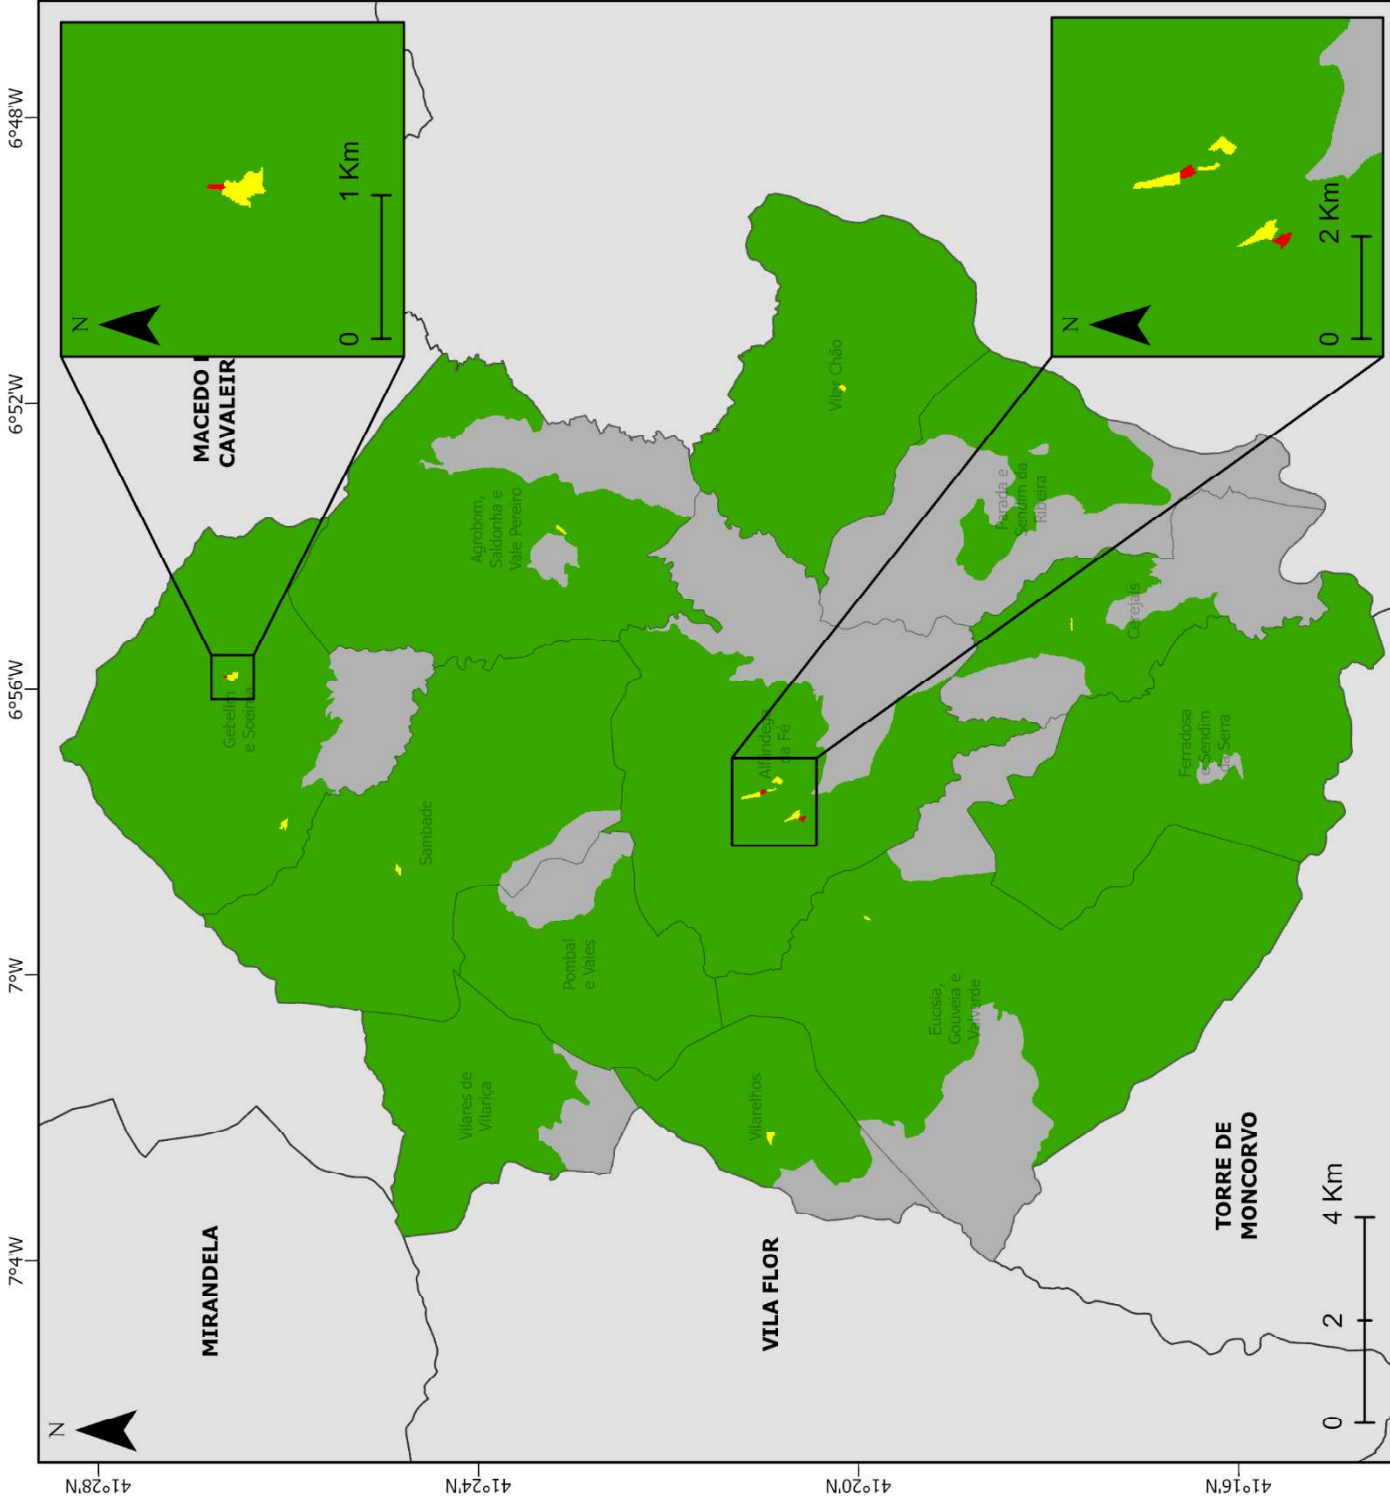 7°4'W
7°W
6°56'W
6°52'W
6°48'W
41°28'N
41°24'N
41°20'N
41°16'N
N
MIRANDELA
MACEDO
CAVALEIR
VILA FLOR
TORRE DE
MONCORVO
Gebelim
e Soeima
Agrobom,
Saldonha e
Vale Pereiro
Sambade
Vilares de
Vilariça
Pombal
e Vales
Vilarelhos
Alfândega
da Fé
Vilar Chão
Parada e
Sendim da
Ribeira
Cerejais
Eucisia,
Gouveia e
Valverde
Ferradosa
e Sendim
da Serra
0 2 4 Km
N
0 1 Km
N
0 2 Km